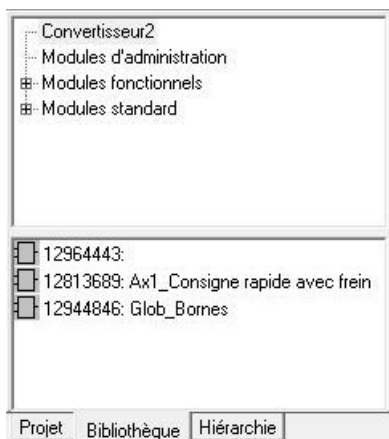 Convertisseur2
Modules d'administration
Modules fonctionnels
Modules standard
12964443:
12813689: Ax1_Consigne rapide avec frein
12944846: Glob_Bornes
Projet Bibliothèque Hiérarchie